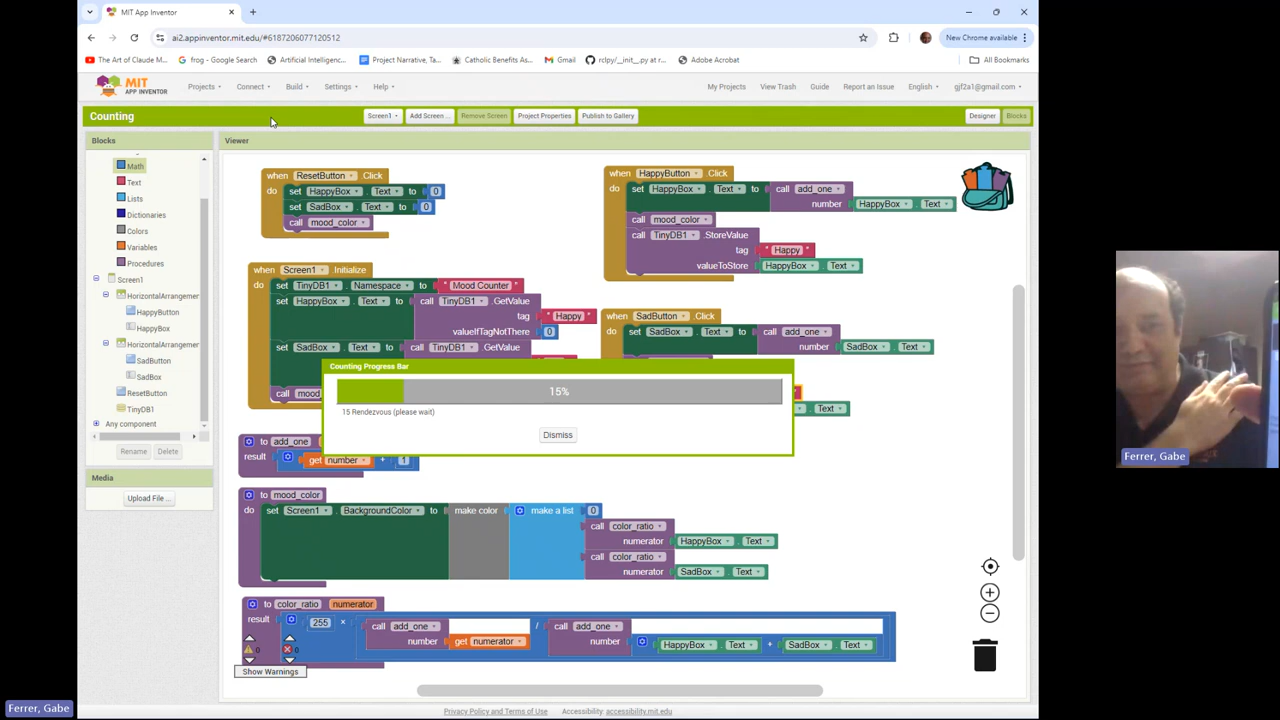 MIT App Inventor
ai2.appinventor.mit.edu/#6187206077120512
New Chrome available
The Art of Claude M...
frog - Google Search
Artificial Intelligenc...
Project Narrative, Ta...
Catholic Benefits As...
Gmail
rclpy/__init__.py at r...
Adobe Acrobat
All Bookmarks
MIT
APP INVENTOR
Projects
Connect
Build
Settings
Help
My Projects
View Trash
Guide
Report an Issue
English
gjf2a1@gmail.com
Counting
Screen1
Add Screen ...
Remove Screen
Project Properties
Publish to Gallery
Designer
Blocks
Blocks
Math
Text
Lists
Dictionaries
Colors
Variables
Procedures
Screen1
HorizontalArrangemer
HappyButton
HappyBox
HorizontalArrangemer
SadButton
SadBox
ResetButton
TinyDB1
Any component
Rename
Delete
Media
Upload File ...
Viewer
when ResetButton .Click
do set HappyBox . Text to 0
set SadBox . Text to 0
call mood_color
when HappyButton .Click
do set HappyBox . Text to call add_one
number HappyBox . Text
call mood_color
call TinyDB1 .StoreValue
tag " Happy "
valueToStore HappyBox . Text
when Screen1 .Initialize
do set TinyDB1 . Namespace to " Mood Counter "
set HappyBox . Text to call TinyDB1 .GetValue
tag " Happy "
valueIfTagNotThere 0
set SadBox . Text to call TinyDB1 .GetValue
call mood
when SadButton .Click
do set SadBox . Text to call add_one
number SadBox . Text
. Text
Counting Progress Bar
15%
15 Rendezvous (please wait)
Dismiss
to add_one
result get number + 1
to mood_color
do set Screen1 . BackgroundColor to make color make a list 0
call color_ratio
numerator HappyBox . Text
call color_ratio
numerator SadBox . Text
to color_ratio numerator
result 255 × call add_one / call add_one
number get numerator number HappyBox . Text + SadBox . Text
0
0
Show Warnings
Privacy Policy and Terms of Use
Accessibility: accessibility.mit.edu
Ferrer, Gabe
Ferrer, Gabe